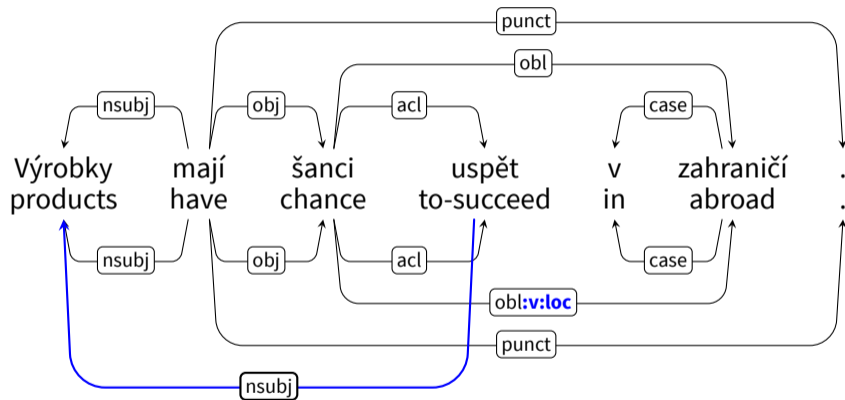 punct
obl
nsubj obj acl case
Výrobky mají šanci uspět v zahraničí .
products have chance to-succeed in abroad .
nsubj obj acl case
obl:v:loc
punct
nsubj